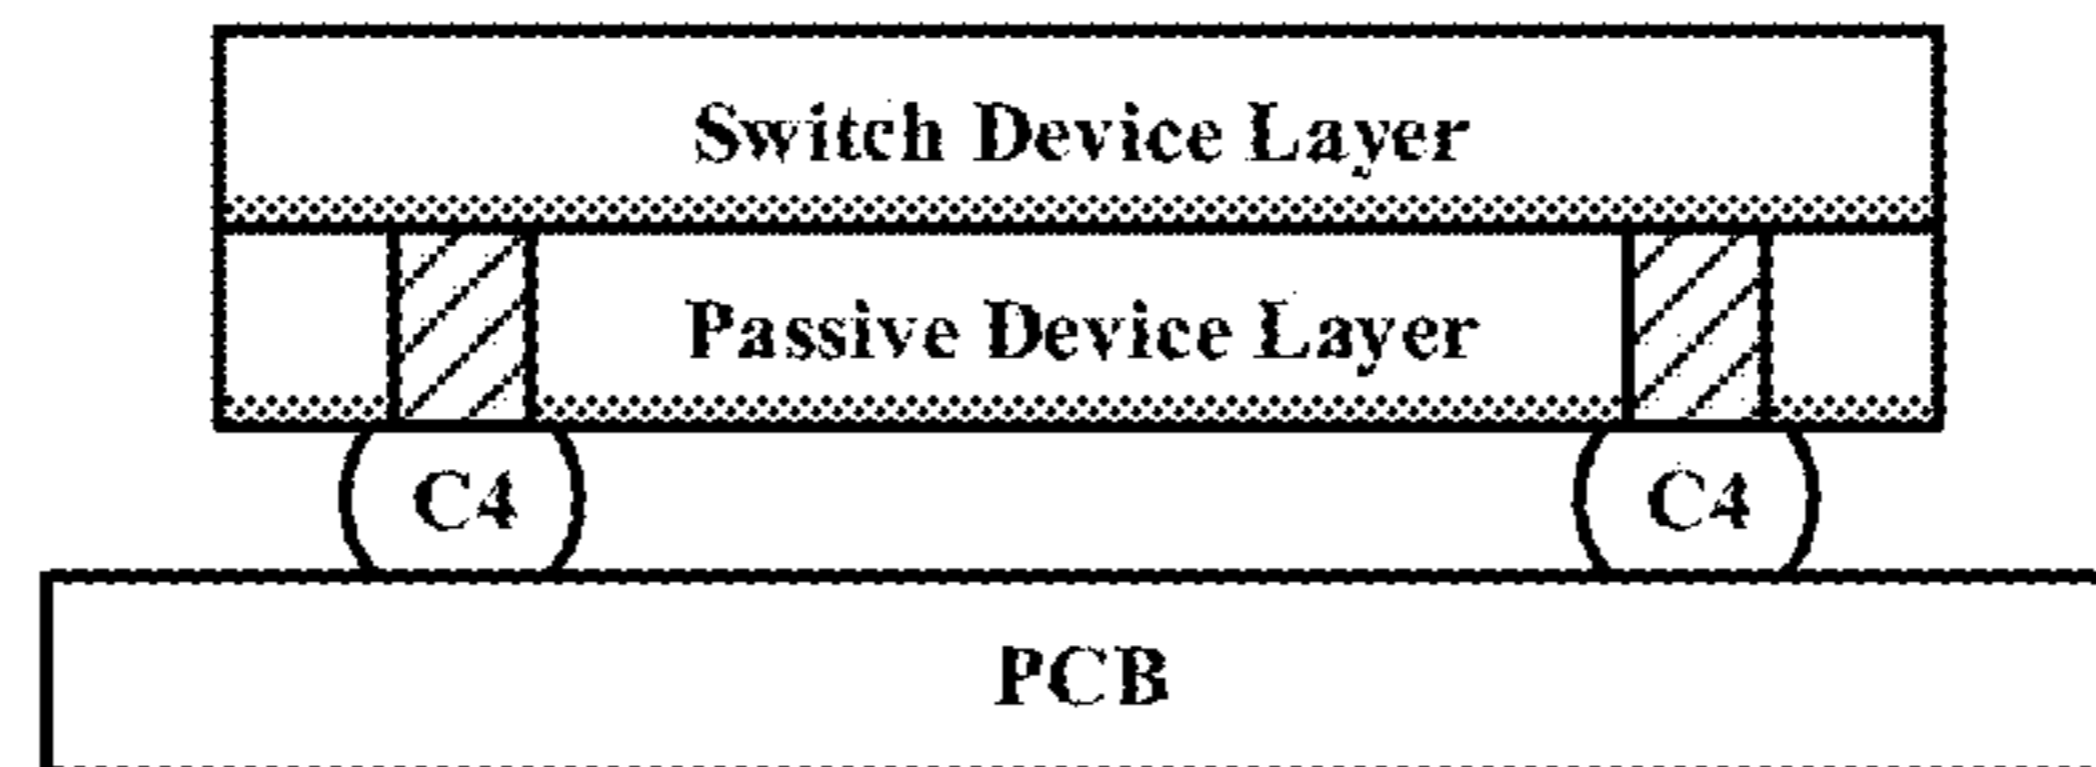 Switch Device Layer
Passive Device Layer
C4 C4
PCB